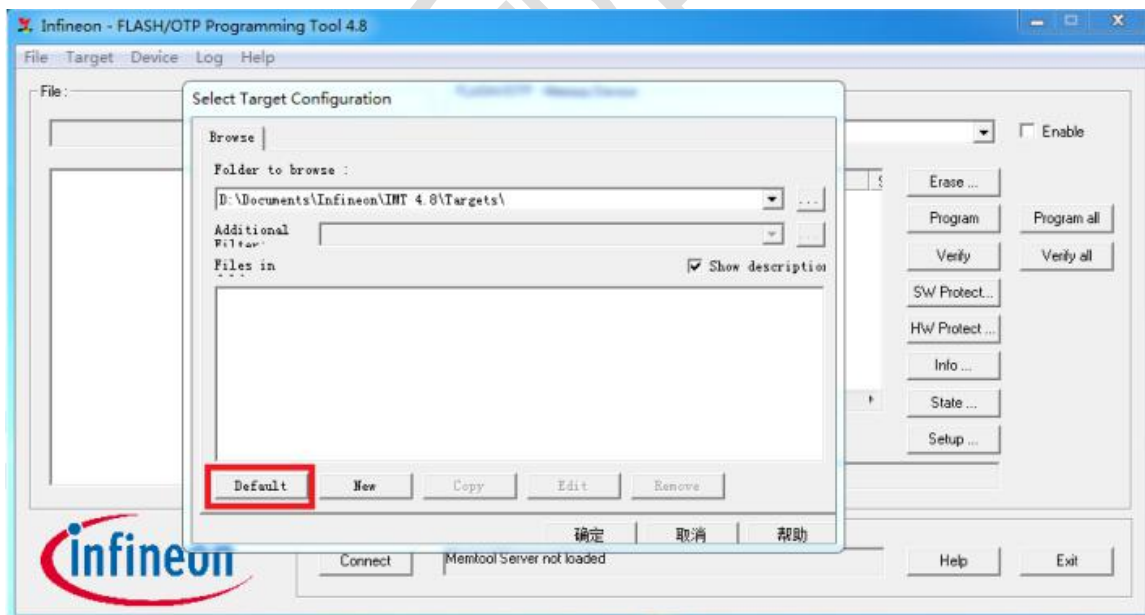 Infineon - FLASH/OTP Programming Tool 4.8
File Target Device Log Help
File:
Select Target Configuration
Browse
Folder to browse :
D:\Documents\Infineon\IMT 4.8\Targets\
...
Additional
Filter:
...
Files in
Show description
Default
New
Copy
Edit
Remove
确定
取消
帮助
Enable
Erase ...
Program
Program all
Verify
Verify all
SW Protect...
HW Protect ...
Info ...
State ...
Setup ...
infineon
Connect
Memtool Server not loaded
Help
Exit